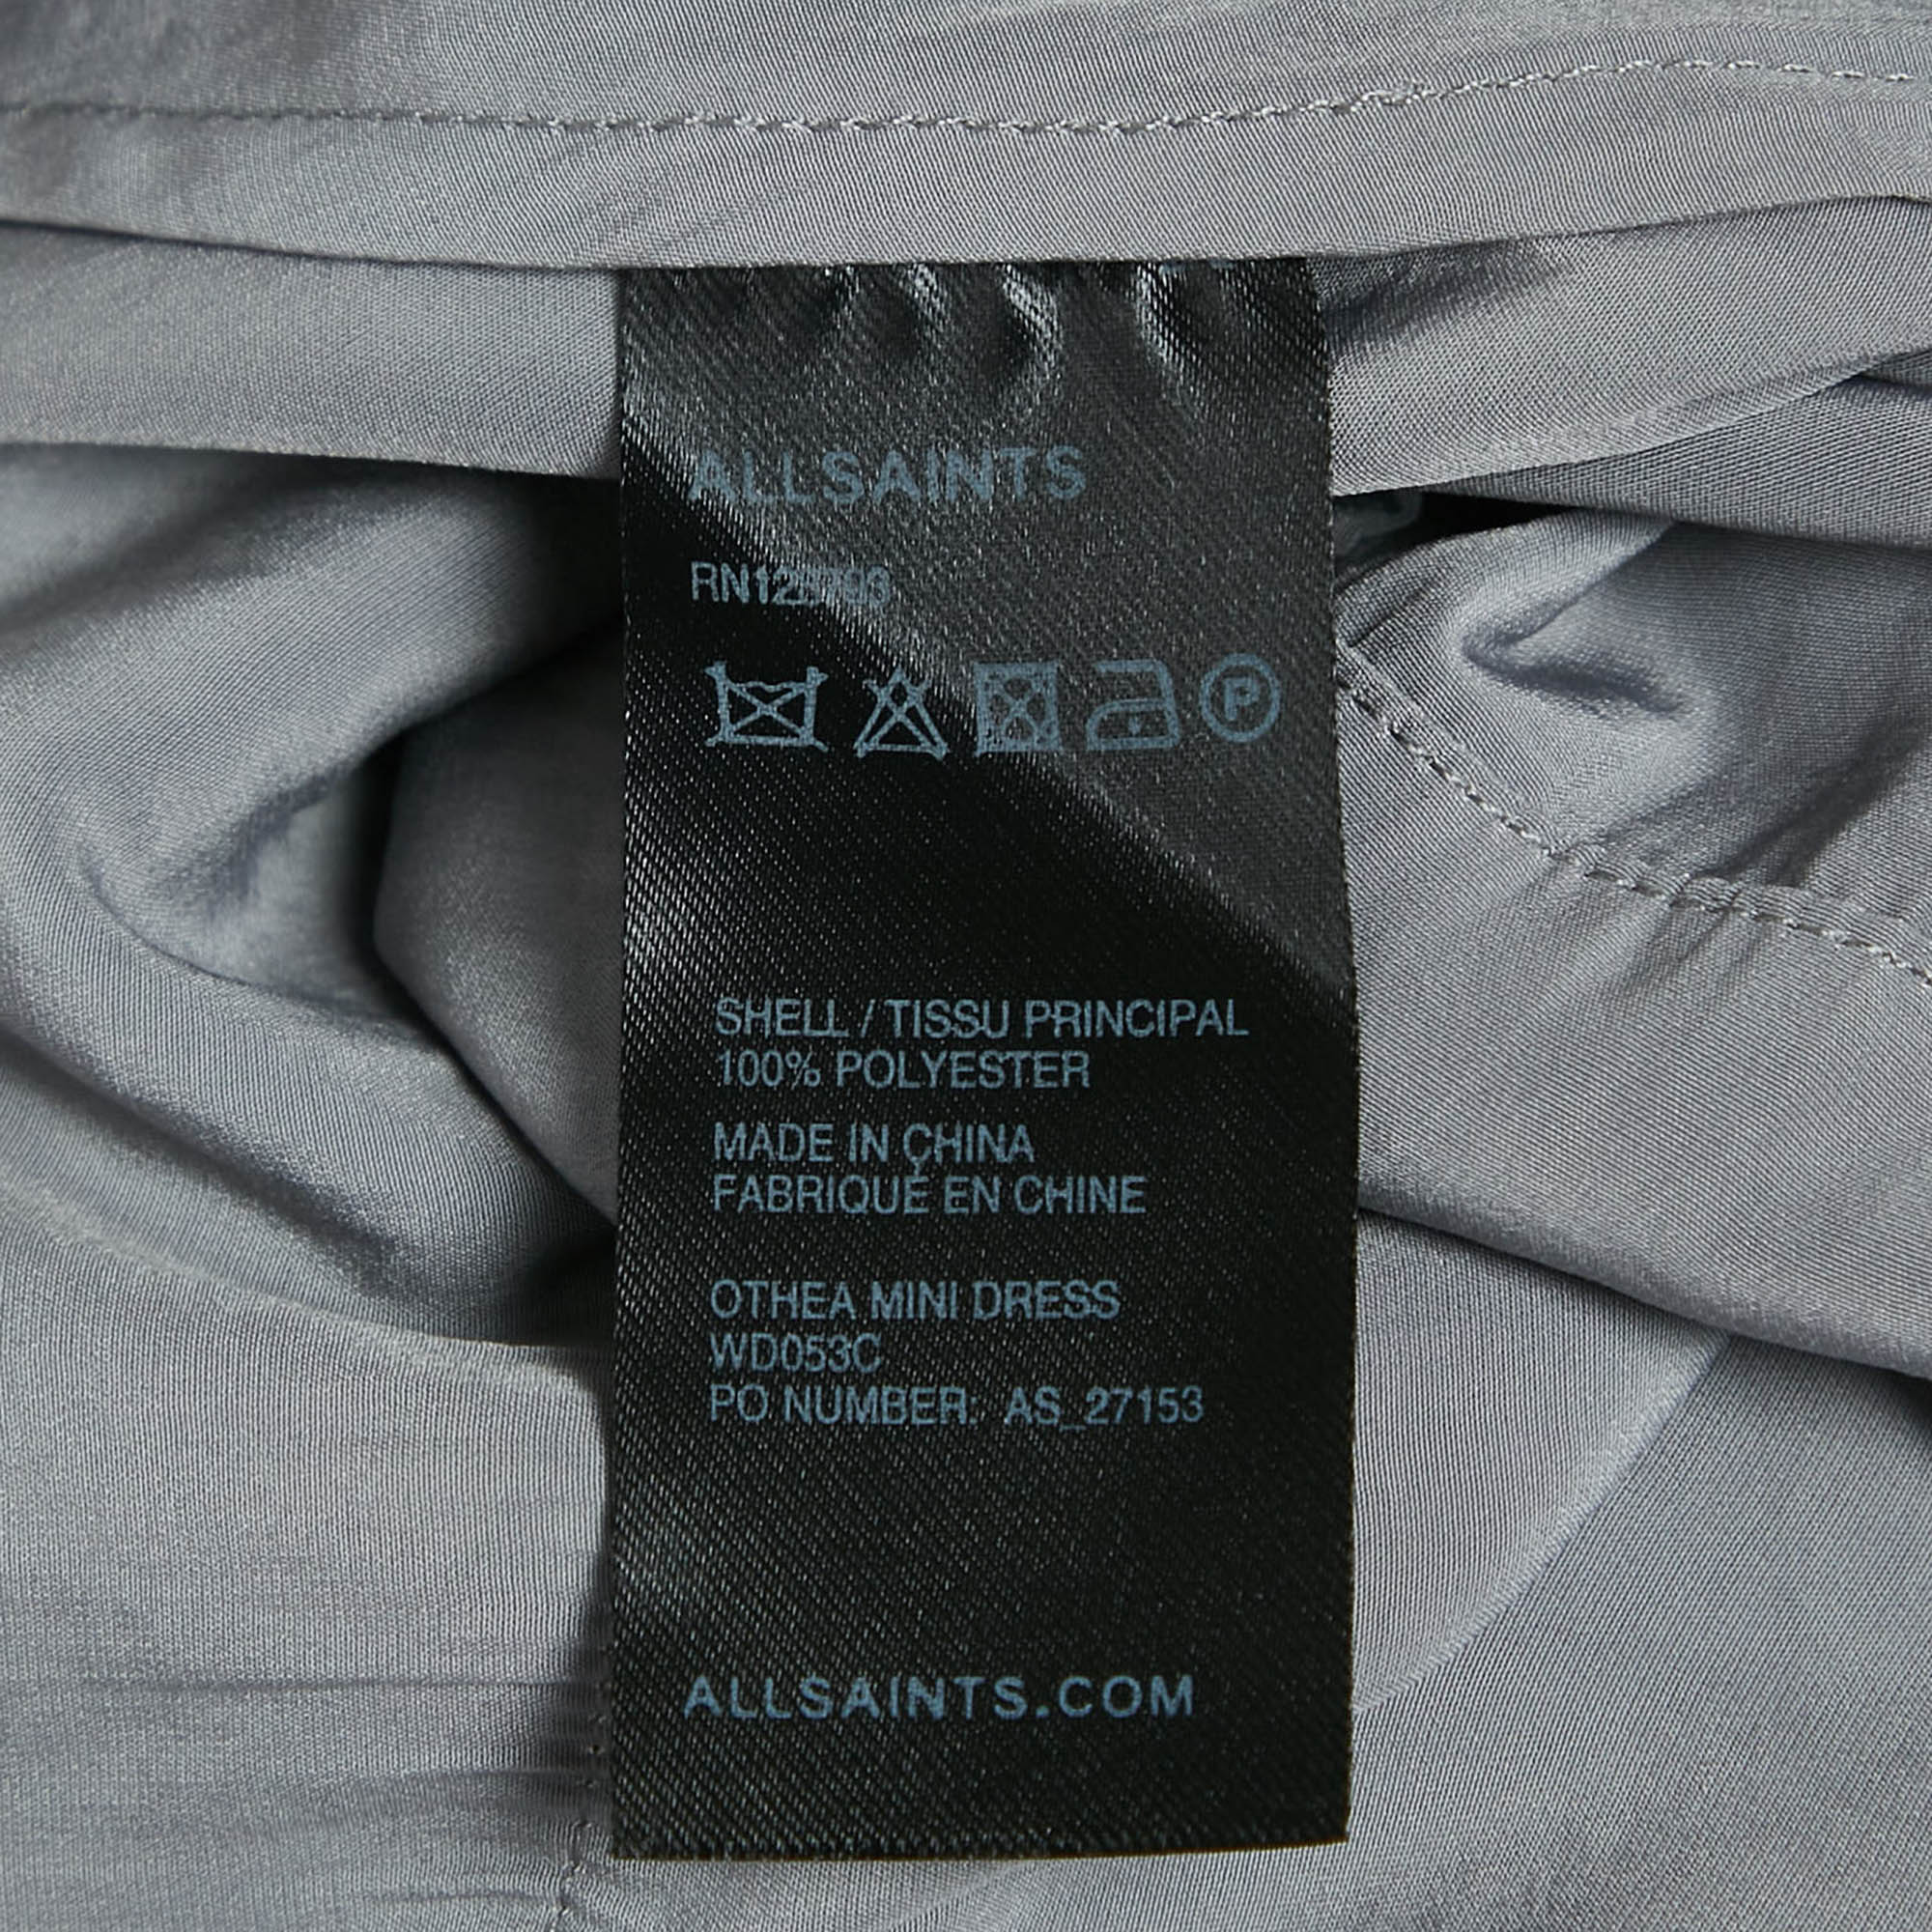 ALLSAINTS
P
SHELL / TISSU PRINCIPAL
100% POLYESTER
MADE IN CHINA
FABRIQUÉ EN CHINE
OTHEA MINI DRESS
WD053C
PO NUMBER: AS_27153
ALLSAINTS.COM